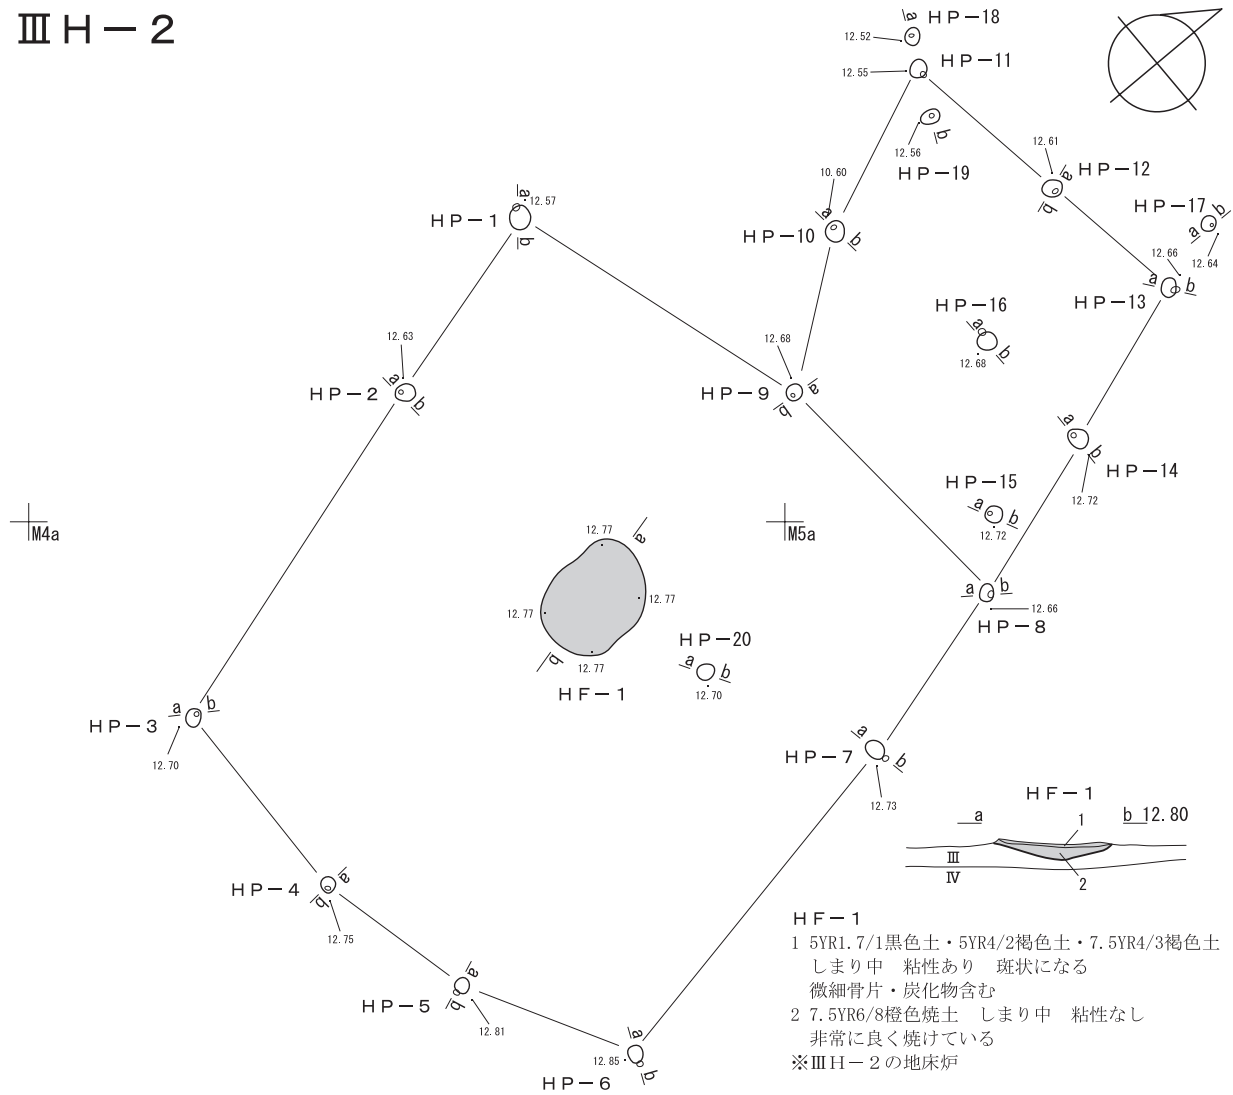 ⅢＨ－２
a
ＨＰ－18
12.52
ＨＰ－11
12.55
b
12.56
ＨＰ－19
12.61
a
ＨＰ－12
b
10.60
a
ＨＰ－10
b
ＨＰ－17
b
a
12.66
12.64
a
b
ＨＰ－13
a
12.57
ＨＰ－１
b
ＨＰ－16
a
b
12.68
12.63
a
ＨＰ－２
b
12.68
ＨＰ－９
a
b
a
b
ＨＰ－14
12.72
ＨＰ－15
a
b
12.72
M4a
M5a
12.77
a
12.77
12.77
b
12.77
ＨＦ－１
a
b
12.66
ＨＰ－８
ＨＰ－20
a
b
12.70
a
b
ＨＰ－３
12.70
a
ＨＰ－７
b
12.73
ＨＰ－４
a
b
12.75
ＨＰ－５
a
b
12.81
a
12.85
b
ＨＰ－６
ＨＦ－１
a
1
b 12.80
Ⅲ
Ⅳ
2
ＨＦ－１
1 5YR1.7/1黒色土・5YR4/2褐色土・7.5YR4/3褐色土
しまり中　粘性あり　斑状になる
微細骨片・炭化物含む
2 7.5YR6/8橙色焼土　しまり中　粘性なし
非常に良く焼けている
※ⅢＨ－２の地床炉